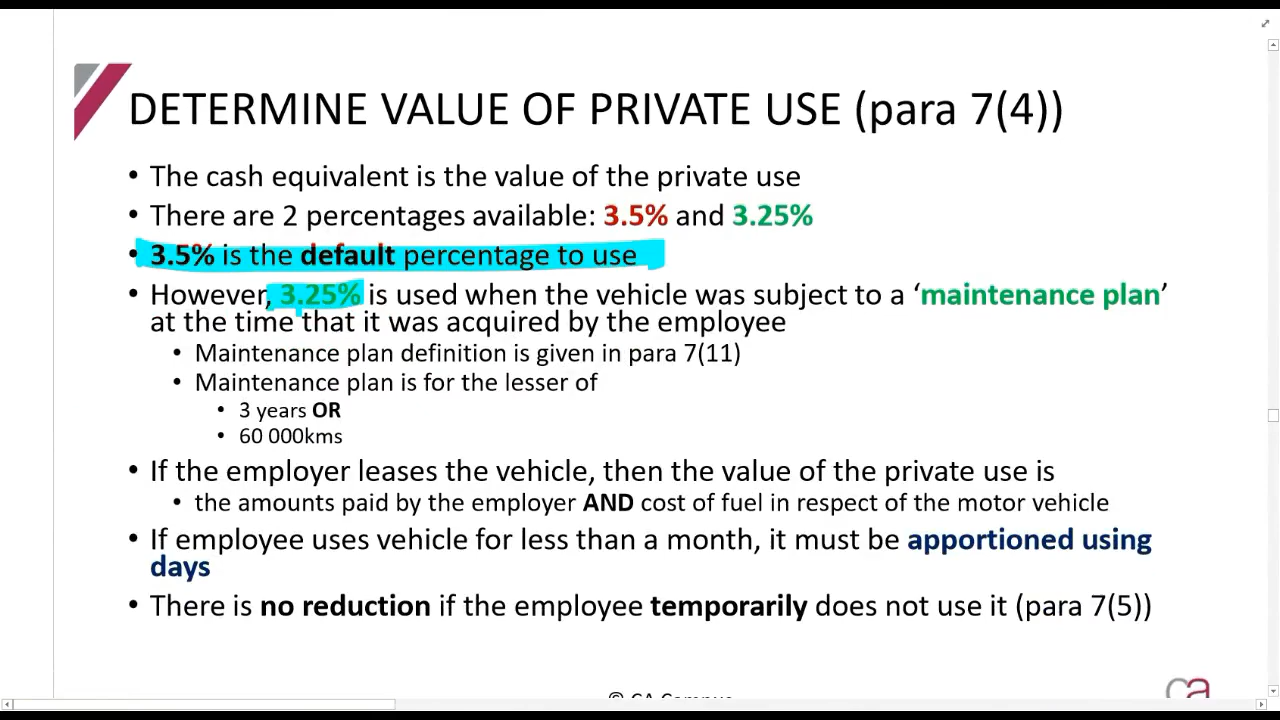 DETERMINE VALUE OF PRIVATE USE (para 7(4))
• The cash equivalent is the value of the private use
• There are 2 percentages available: 3.5% and 3.25%
• 3.5% is the default percentage to use
• However, 3.25% is used when the vehicle was subject to a ‘maintenance plan’
at the time that it was acquired by the employee
• Maintenance plan definition is given in para 7(11)
• Maintenance plan is for the lesser of
• 3 years OR
• 60 000kms
• If the employer leases the vehicle, then the value of the private use is
• the amounts paid by the employer AND cost of fuel in respect of the motor vehicle
• If employee uses vehicle for less than a month, it must be apportioned using
days
• There is no reduction if the employee temporarily does not use it (para 7(5))
© CA Campus
ca